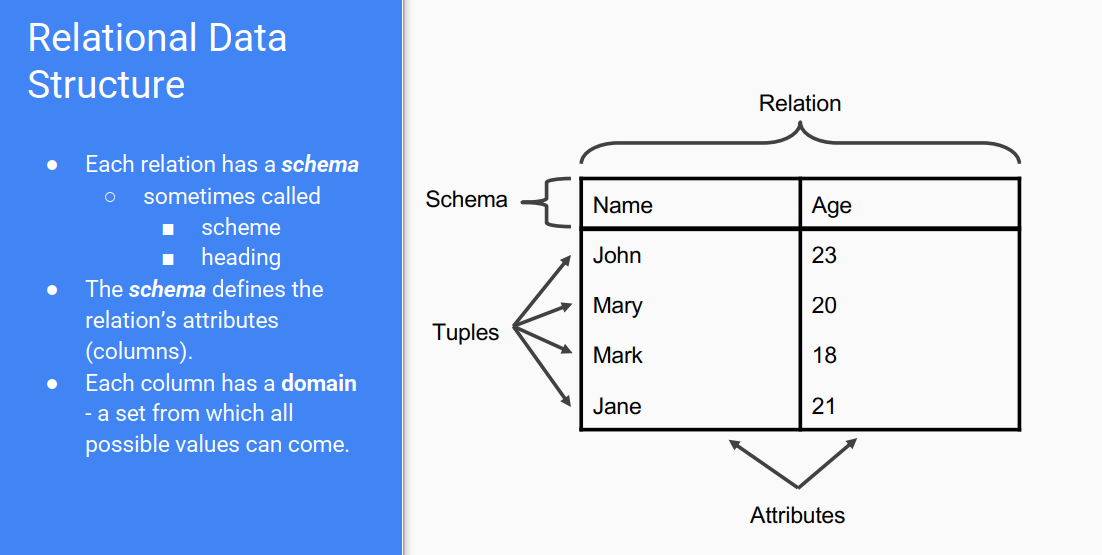 Relational Data
Structure
● Each relation has a schema
○ sometimes called
■ scheme
■ heading
● The schema defines the
relation’s attributes
(columns).
● Each column has a domain
- a set from which all
possible values can come.
Relation
Schema
Name Age
John 23
Mary 20
Tuples
Mark 18
Jane 21
Attributes